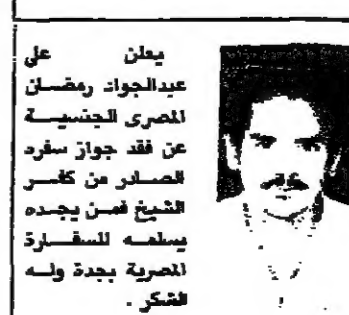 يعلن علي
عبدالجواد رمضان
المصرى الجنسية
عن فقد جواز سفره
الصادر من كفر
الشيخ فمن يجده
يسلمه للسفارة
المصرية بجدة وله
الشكر .